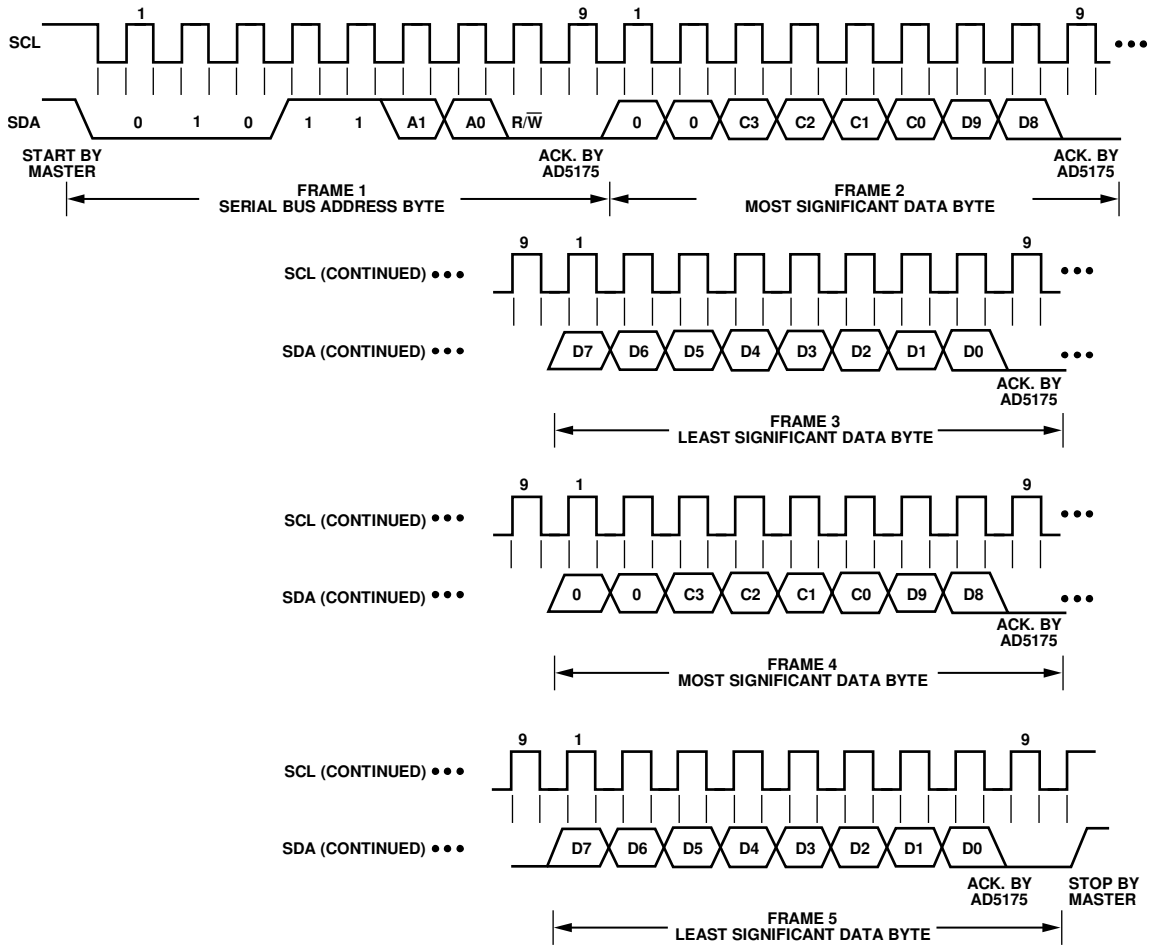 1 9 1 9
SCL
SDA 0 1 0 1 1 A1 A0 R/W̅ 0 0 C3 C2 C1 C0 D9 D8
START BY
MASTER
ACK. BY
AD5175
ACK. BY
AD5175
FRAME 1
SERIAL BUS ADDRESS BYTE
FRAME 2
MOST SIGNIFICANT DATA BYTE
9 1 9
SCL (CONTINUED)
SDA (CONTINUED) D7 D6 D5 D4 D3 D2 D1 D0
ACK. BY
AD5175
FRAME 3
LEAST SIGNIFICANT DATA BYTE
9 1 9
SCL (CONTINUED)
SDA (CONTINUED) 0 0 C3 C2 C1 C0 D9 D8
ACK. BY
AD5175
FRAME 4
MOST SIGNIFICANT DATA BYTE
9 1 9
SCL (CONTINUED)
SDA (CONTINUED) D7 D6 D5 D4 D3 D2 D1 D0
ACK. BY
AD5175
STOP BY
MASTER
FRAME 5
LEAST SIGNIFICANT DATA BYTE